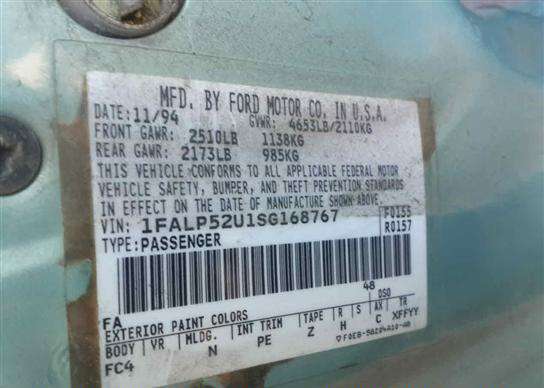 MFD. BY FORD MOTOR CO. IN U.S.A.
DATE: 11/94 GVWR: 4653LB/2110KG
FRONT GAWR: 2510LB 1138KG
REAR GAWR: 2173LB 985KG
THIS VEHICLE CONFORMS TO ALL APPLICABLE FEDERAL MOTOR
VEHICLE SAFETY, BUMPER, AND THEFT PREVENTION STANDARDS
IN EFFECT ON THE DATE OF MANUFACTURE SHOWN ABOVE.
VIN: 1FALP52U1SG168767 F0155
TYPE: PASSENGER R0157
48
FA DSO
EXTERIOR PAINT COLORS
BODY VR MLDG. INT TRIM TAPE R S AX TR
FC4 N PE Z H C XFFYY